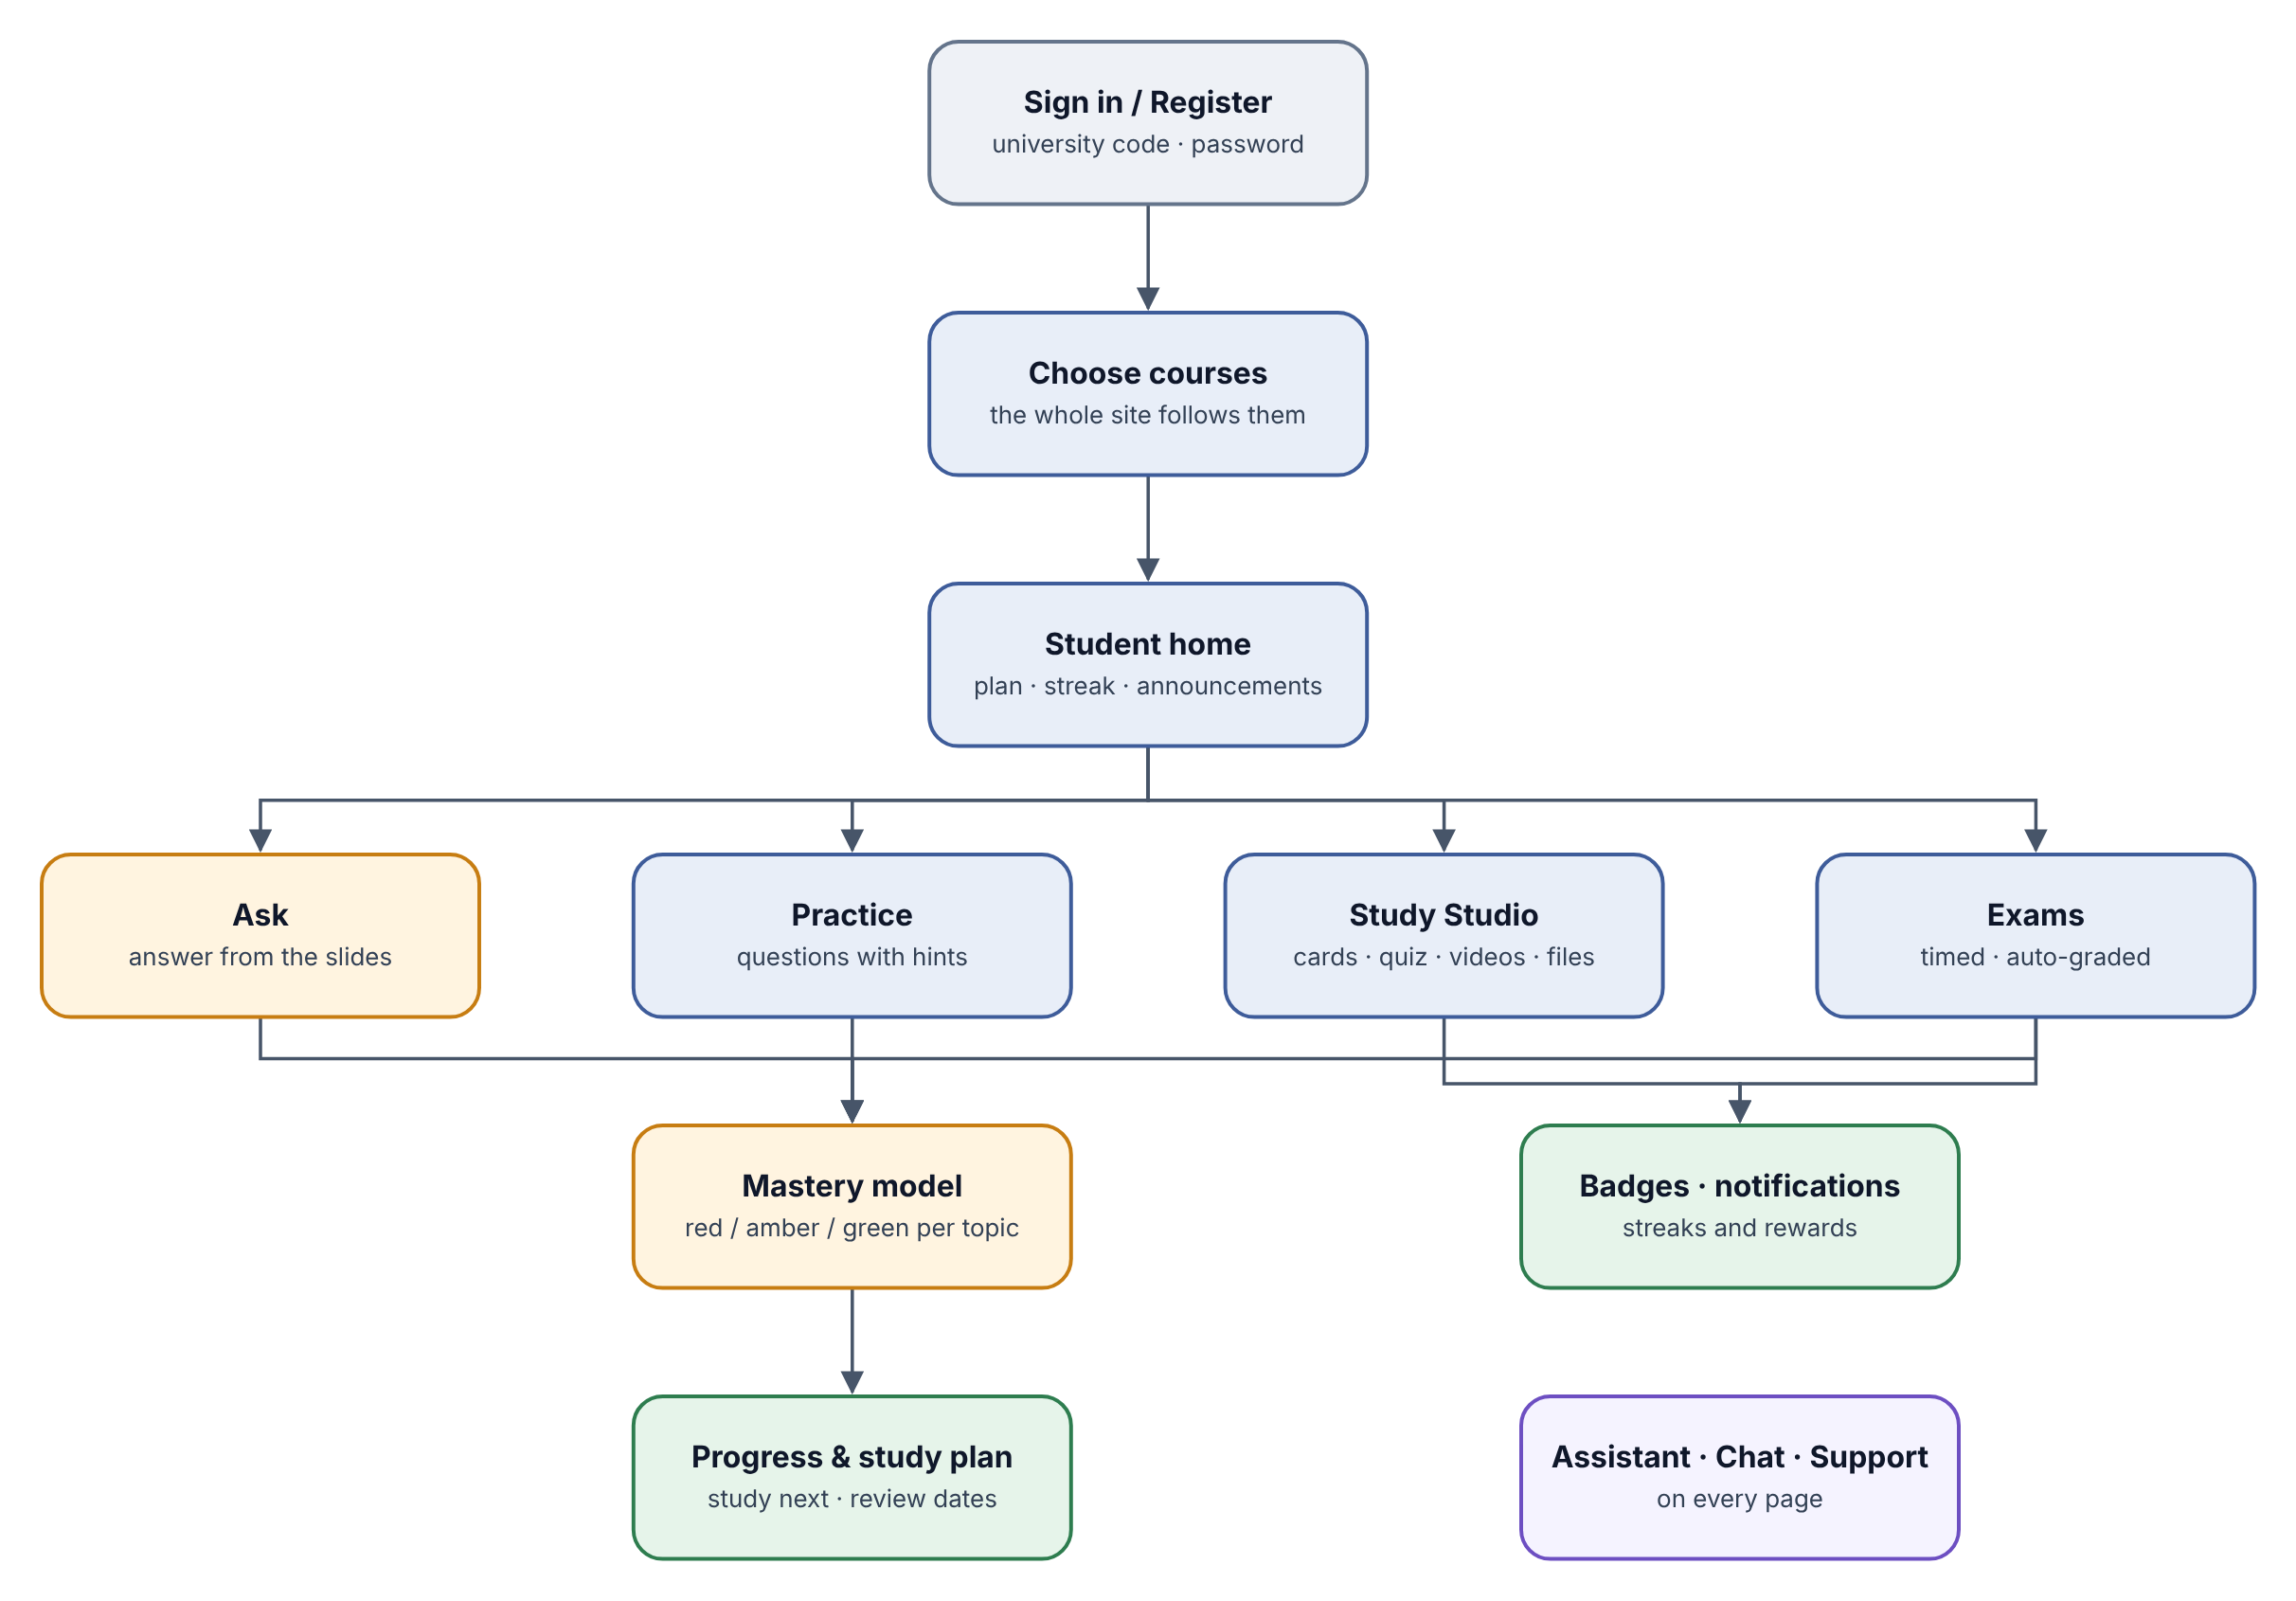 Sign in / Register
university code · password
Choose courses
the whole site follows them
Student home
plan · streak · announcements
Ask
answer from the slides
Practice
questions with hints
Study Studio
cards · quiz · videos · files
Exams
timed · auto-graded
Mastery model
red / amber / green per topic
Badges · notifications
streaks and rewards
Progress & study plan
study next · review dates
Assistant · Chat · Support
on every page